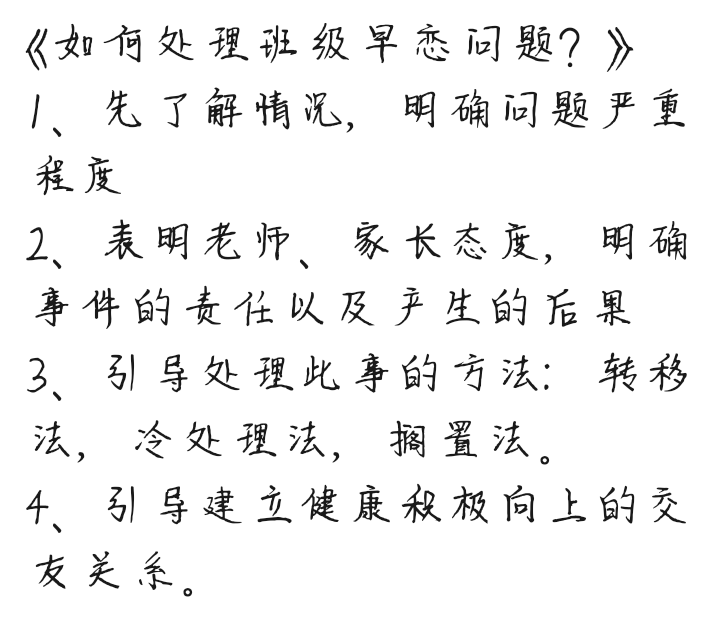 《如何处理班级早恋问题？》
1、先了解情况，明确问题严重
程度
2、表明老师、家长态度，明确
事件的责任以及产生的后果
3、引导处理此事的方法：转移
法，冷处理法，搁置法。
4、引导建立健康积极向上的交
友关系。